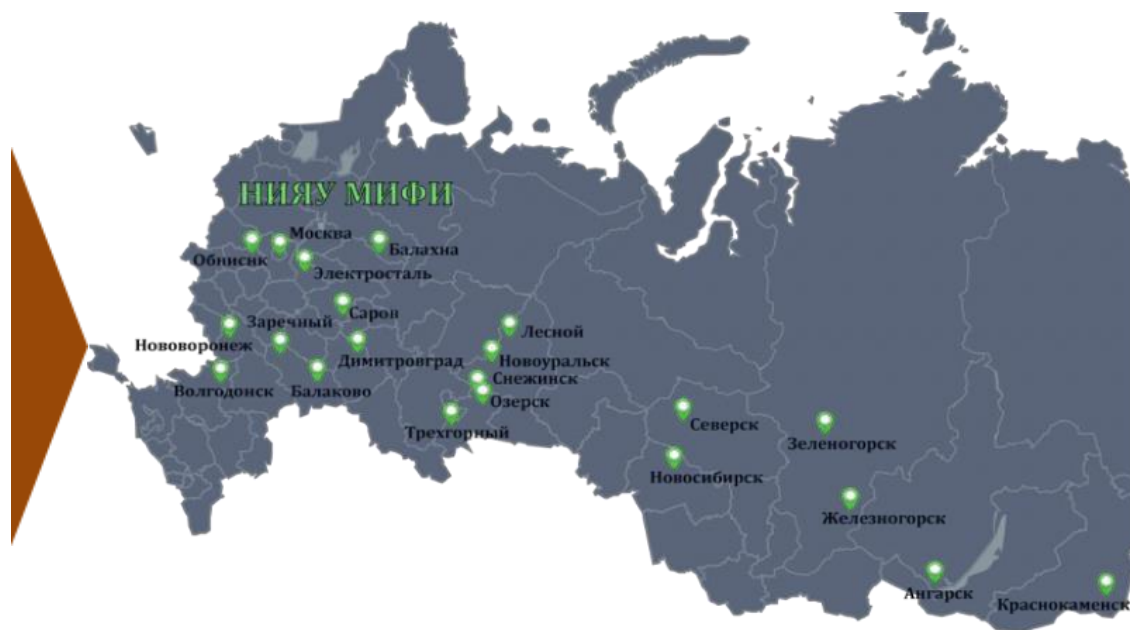 НИЯУ МИФИ
Москва
Обнисик
Балахна
Электросталь
Саров
Заречный
Лесной
Нововоронеж
Димитровград
Новоуральск
Снежинск
Волгодонск
Балаково
Озерск
Трехгорный
Северск
Зеленогорск
Новосибирск
Железногорск
Ангарск
Краснокаменск